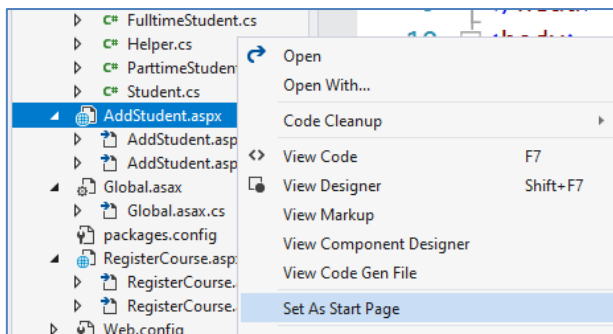 C# FulltimeStudent.cs
C# Helper.cs
C# ParttimeStudent
C# Student.cs
AddStudent.aspx
AddStudent.asp
AddStudent.asp
Global.asax
Global.asax.cs
packages.config
RegisterCourse.asp
RegisterCourse.
RegisterCourse.
Web.config
Open
Open With...
Code Cleanup
<> View Code F7
View Designer Shift+F7
View Markup
View Component Designer
View Code Gen File
Set As Start Page